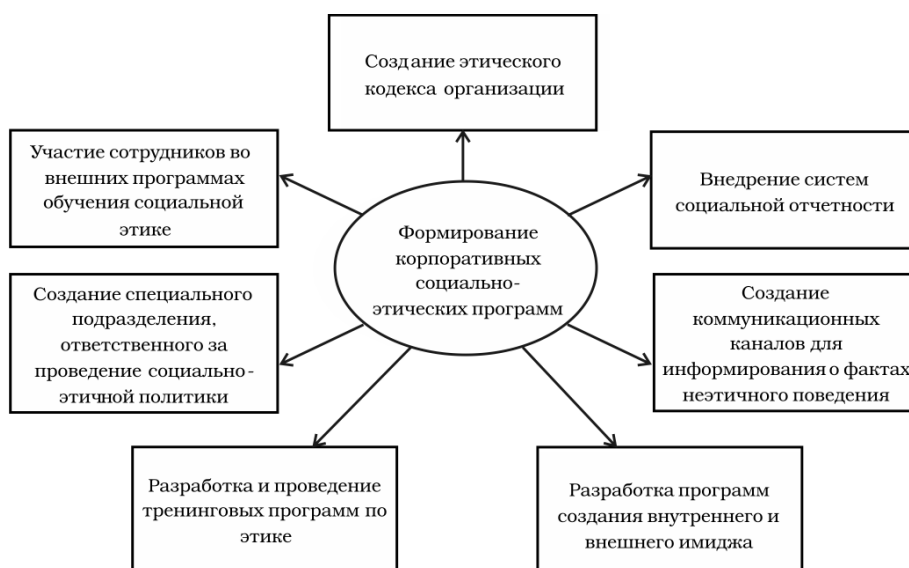 Создание этического
кодекса организации
Участие сотрудников во
внешних программах
обучения социальной
этике
Внедрение систем
социальной отчетности
Формирование
корпоративных
социально-
этических программ
Создание специального
подразделения,
ответственного за
проведение социально-
этичной политики
Создание
коммуникационных
каналов для
информирования о фактах
неэтичного поведения
Разработка и проведение
тренинговых программ по
этике
Разработка программ
создания внутреннего и
внешнего имиджа